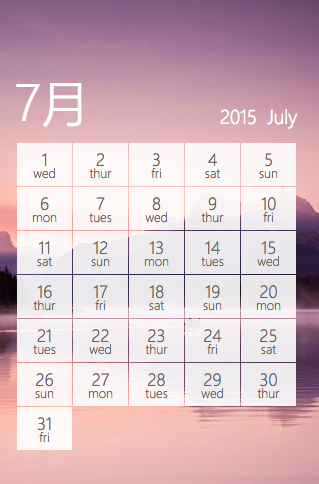 7月
2015 July
1 2 3 4 5
wed thur fri sat sun
6 7 8 9 10
mon tues wed thur fri
11 12 13 14 15
sat sun mon tues wed
16 17 18 19 20
thur fri sat sun mon
21 22 23 24 25
tues wed thur fri sat
26 27 28 29 30
sun mon tues wed thur
31
fri